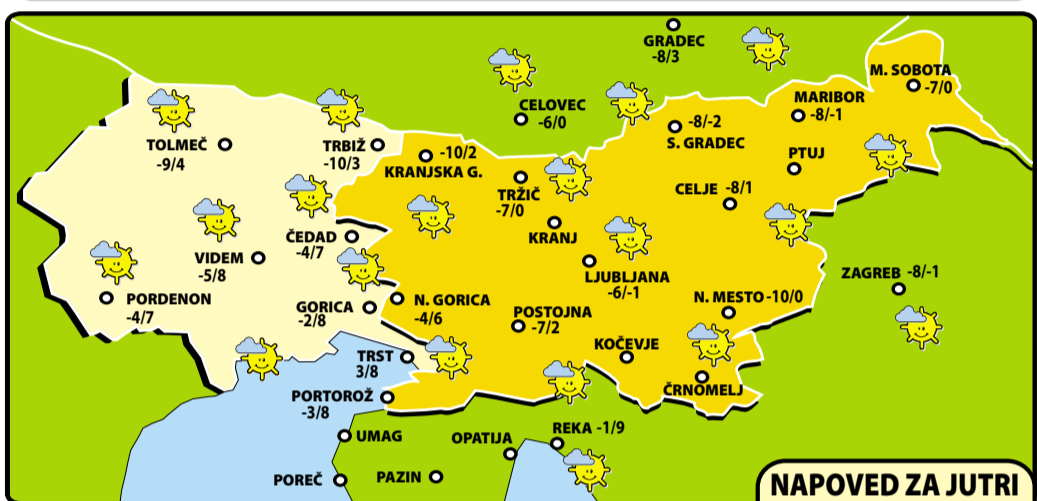 GRADEC
-8/3
M. SOBOTA
-7/0
CELOVEC
-6/0
MARIBOR
-8/-1
TOLMEČ
-9/4
TRBIŽ
-10/3
-10/2
KRANJSKA G.
-8/-2
S. GRADEC
PTUJ
TRŽIČ
-7/0
CELJE -8/1
KRANJ
ČEDAD
-4/7
VIDEM
-5/8
LJUBLJANA
-6/-1
ZAGREB -8/-1
PORDENON
-4/7
GORICA
-2/8
N. GORICA
-4/6
N. MESTO -10/0
POSTOJNA
-7/2
KOČEVJE
TRST
3/8
ČRNOMELJ
PORTOROŽ
-3/8
UMAG
OPATIJA
REKA -1/9
POREČ
PAZIN
NAPOVED ZA JUTRI